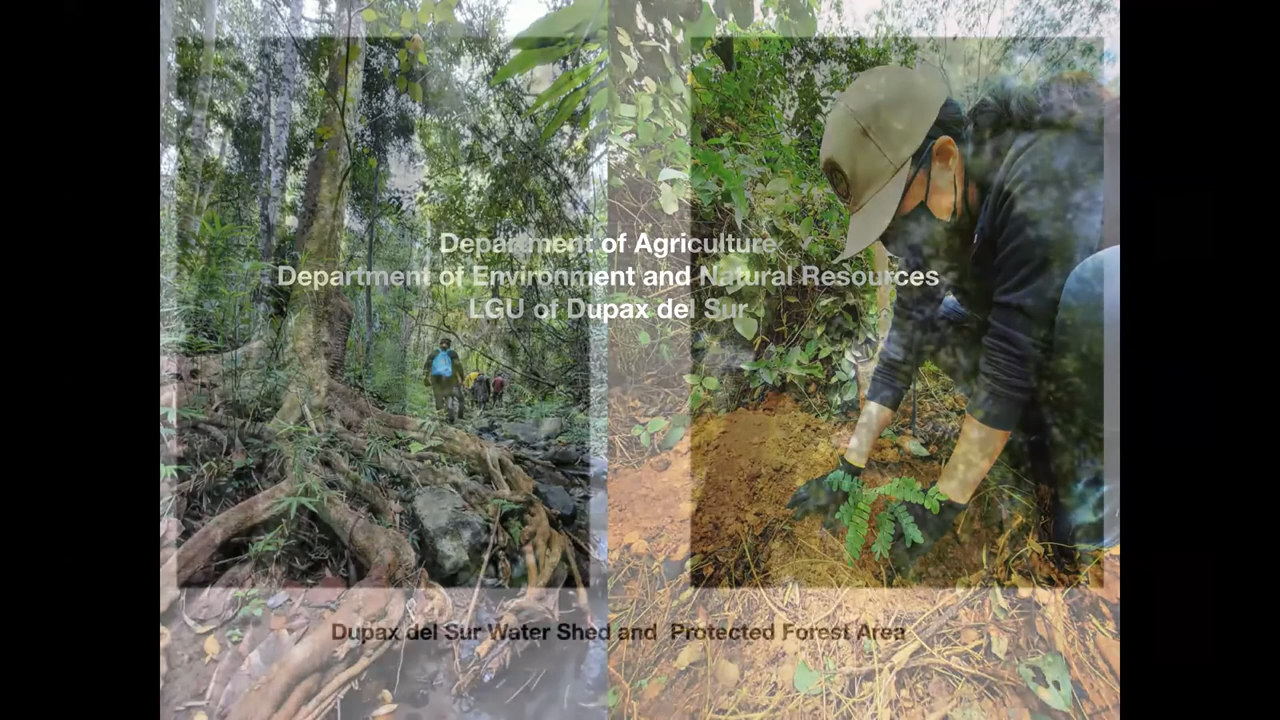 Department of Agriculture
Department of Environment and Natural Resources
LGU of Dupax del Sur
Dupax del Sur Water Shed and Protected Forest Area